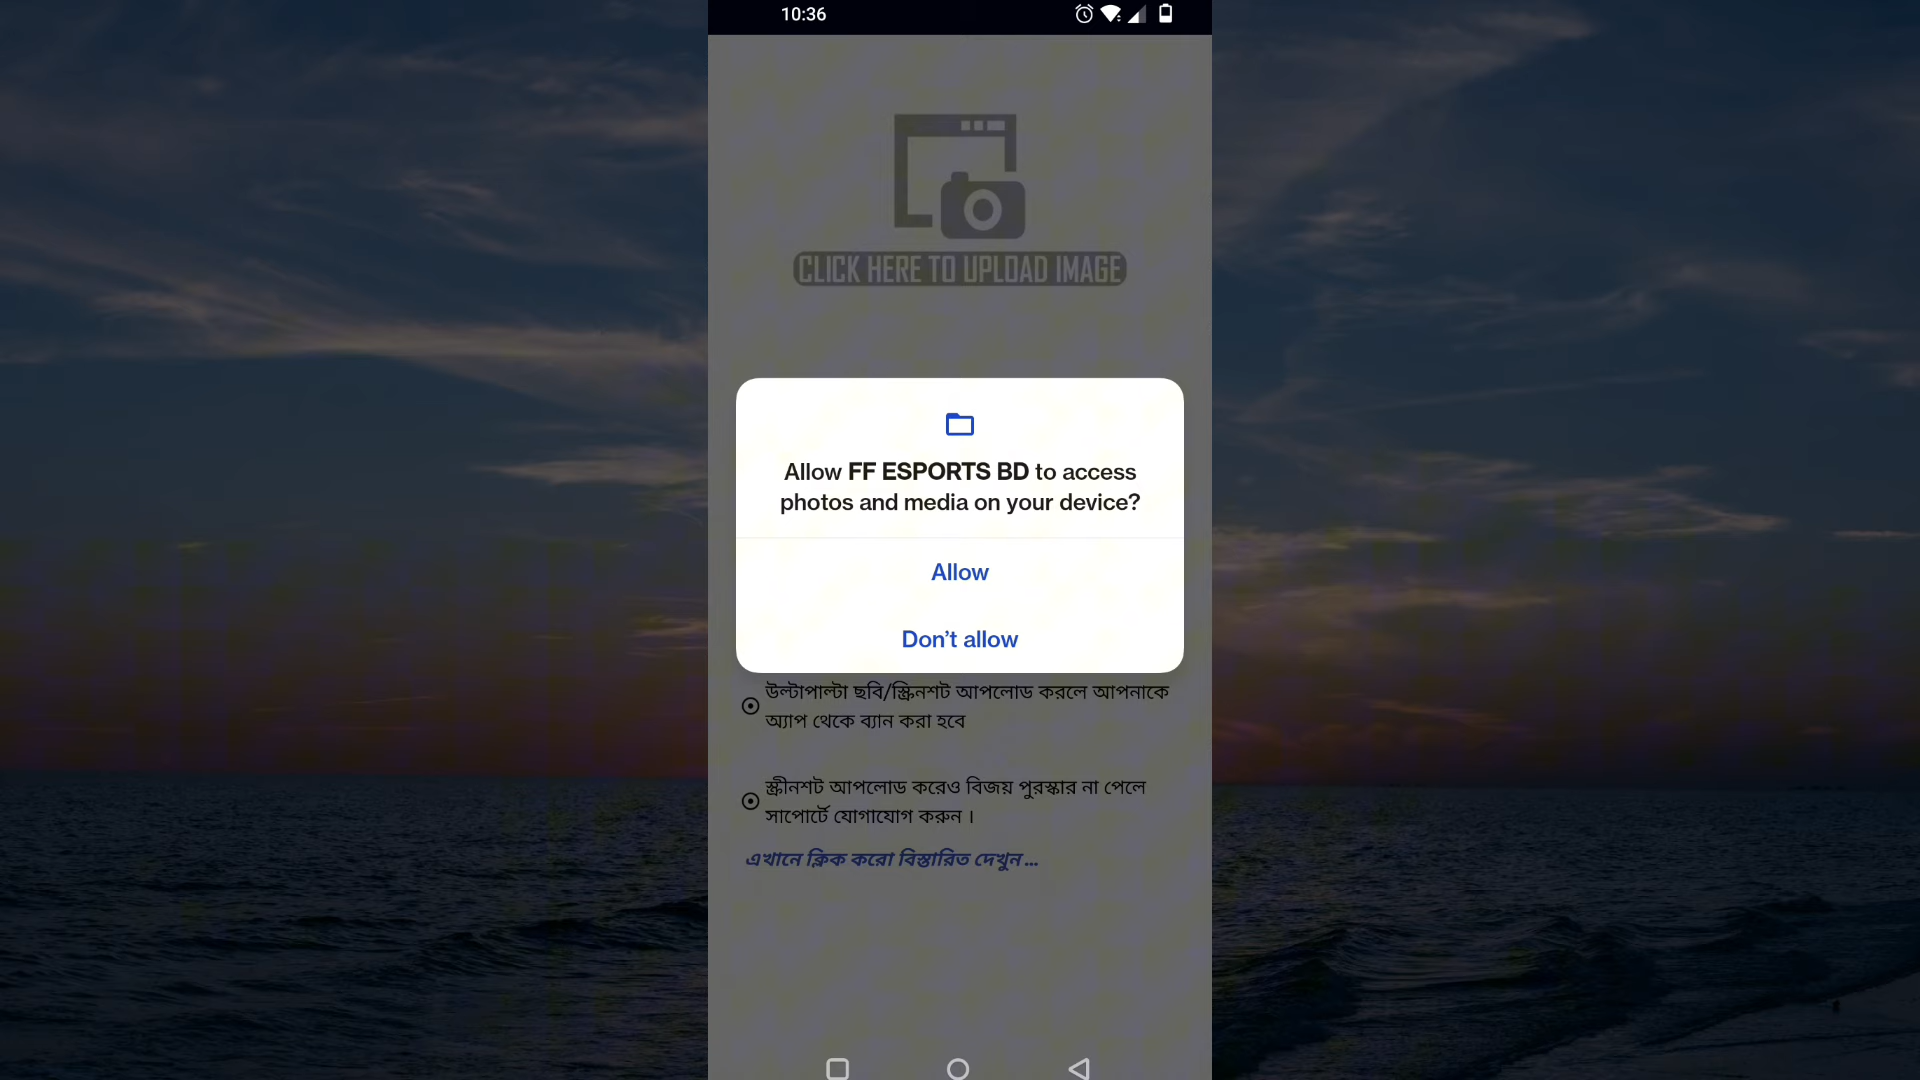 10:36
CLICK HERE TO UPLOAD IMAGE
Allow FF ESPORTS BD to access
photos and media on your device?
Allow
Don’t allow
উল্টাপাল্টা ছবি/স্ক্রিনশট আপলোড করলে আপনাকে
অ্যাপ থেকে ব্যান করা হবে
স্ক্রীনশট আপলোড করেও বিজয় পুরস্কার না পেলে
সাপোর্টে যোগাযোগ করুন ।
এখানে ক্লিক করো বিস্তারিত দেখুন...